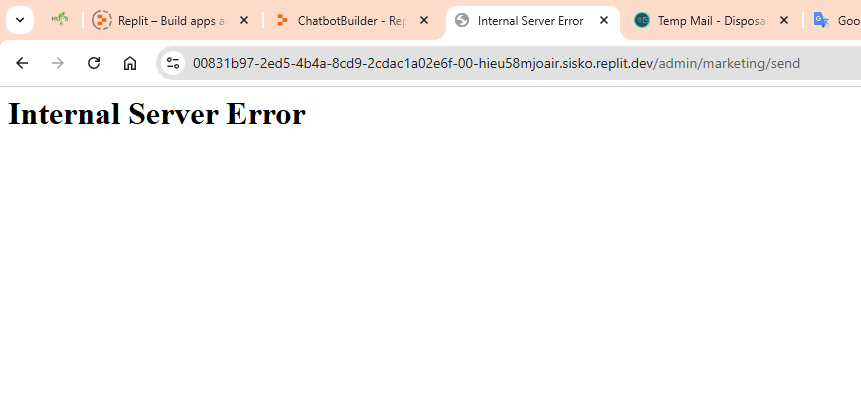 Replit – Build apps a
ChatbotBuilder - Rep
Internal Server Error
Temp Mail - Disposa
Goo
00831b97-2ed5-4b4a-8cd9-2cdac1a02e6f-00-hieu58mjoair.sisko.replit.dev/admin/marketing/send
Internal Server Error